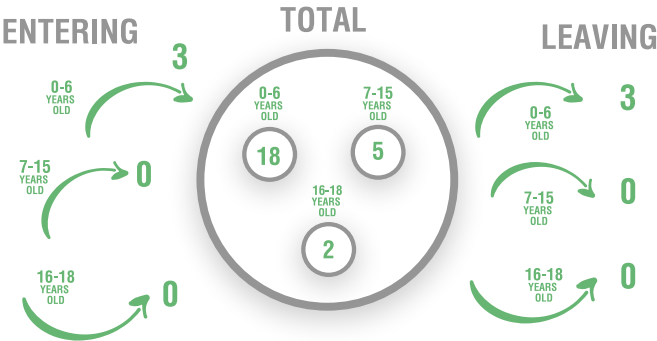 ENTERING
TOTAL
LEAVING
3
0-6
YEARS
OLD
7-15
YEARS
OLD
0
16-18
YEARS
OLD
0
0-6
YEARS
OLD
18
7-15
YEARS
OLD
5
16-18
YEARS
OLD
2
3
0-6
YEARS
OLD
0
7-15
YEARS
OLD
0
16-18
YEARS
OLD